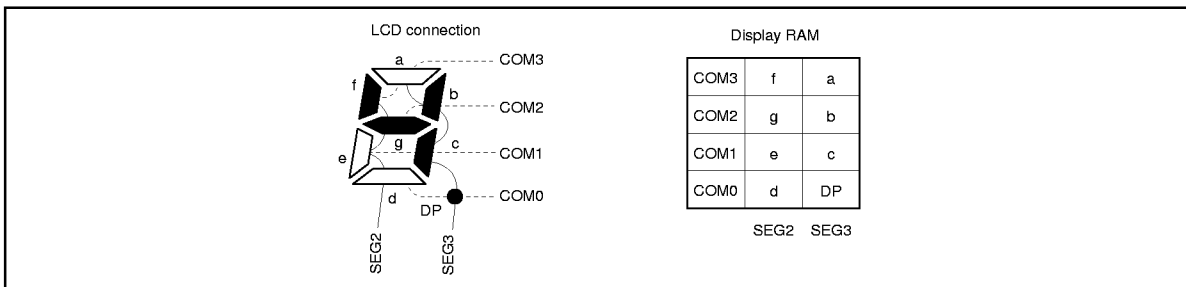 LCD connection
a
COM3
f
b
COM2
g
c
COM1
e
d
DP
COM0
SEG2
SEG3
Display RAM
COM3 f a
COM2 g b
COM1 e c
COM0 d DP
SEG2 SEG3